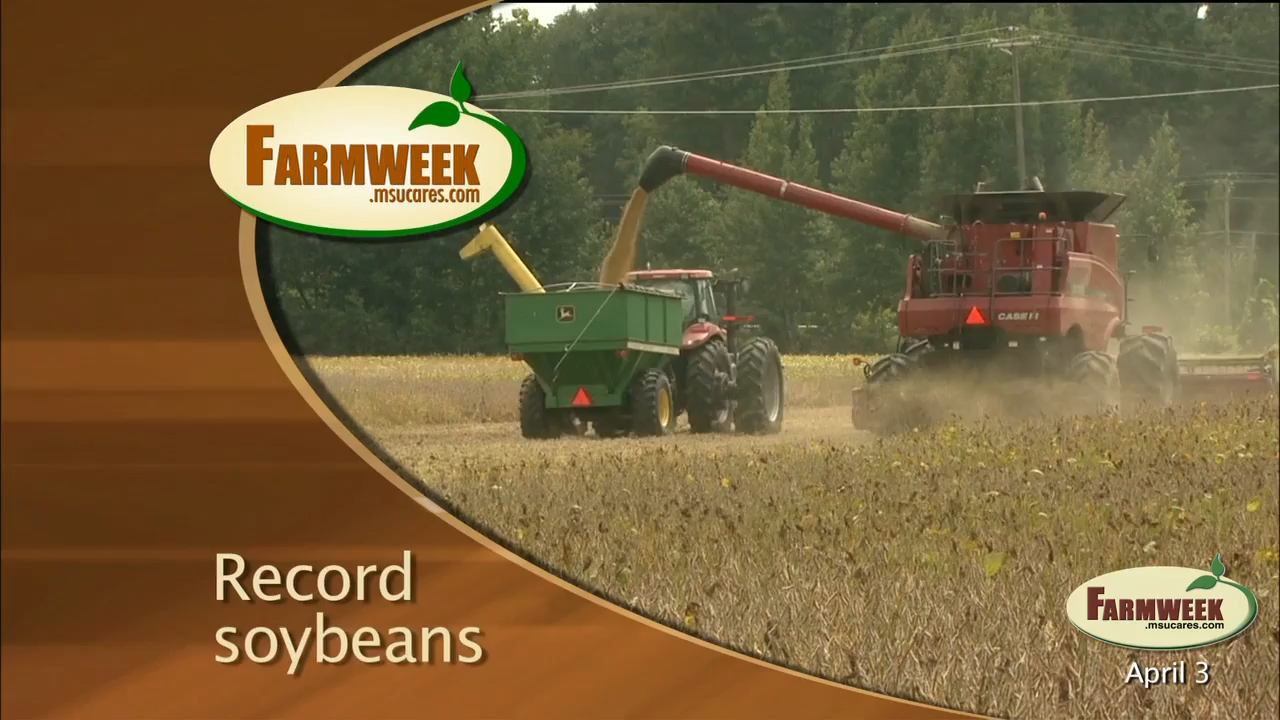 FARMWEEK
.msucares.com
CASE IH
Record
soybeans
FARMWEEK
.msucares.com
April 3